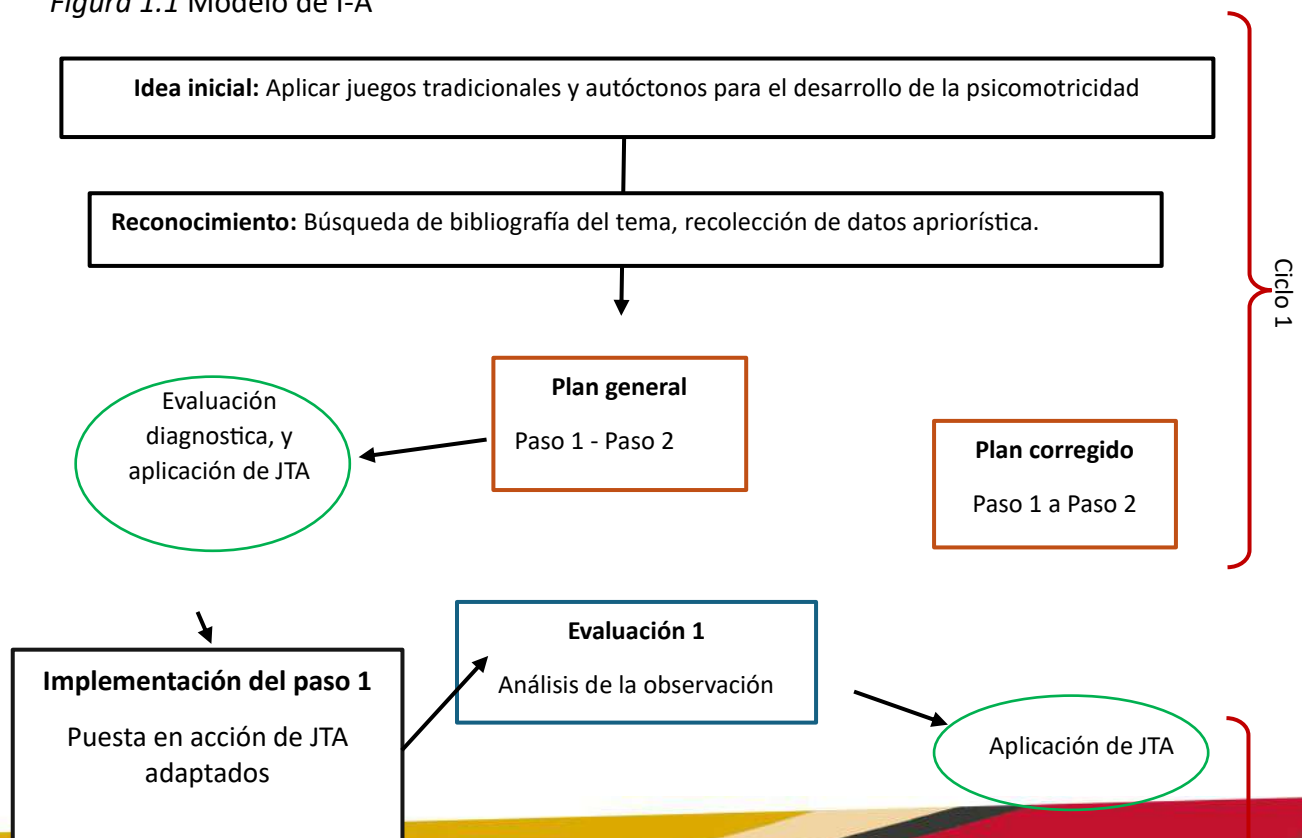 Figura 1.1 Modelo de I-A
Idea inicial: Aplicar juegos tradicionales y autóctonos para el desarrollo de la psicomotricidad
Reconocimiento: Búsqueda de bibliografía del tema, recolección de datos apriorística.
Ciclo 1
Plan general
Paso 1 - Paso 2
Evaluación
diagnostica, y
aplicación de JTA
Plan corregido
Paso 1 a Paso 2
Evaluación 1
Análisis de la observación
Implementación del paso 1
Puesta en acción de JTA
adaptados
Aplicación de JTA